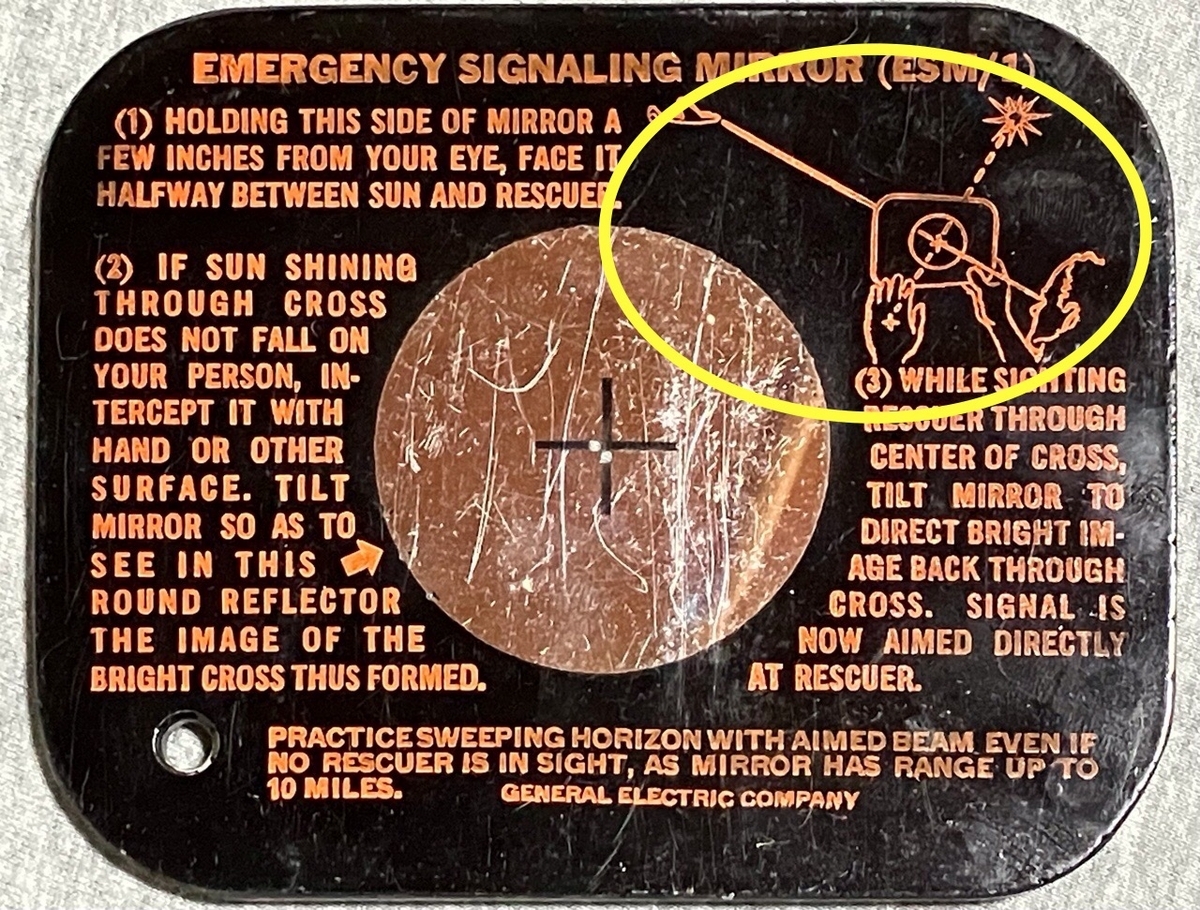 EMERGENCY SIGNALING MIRROR (ESM/1)
(1) HOLDING THIS SIDE OF MIRROR A
FEW INCHES FROM YOUR EYE, FACE IT
HALFWAY BETWEEN SUN AND RESCUER.
(2) IF SUN SHINING
THROUGH CROSS
DOES NOT FALL ON
YOUR PERSON, IN-
TERCEPT IT WITH
HAND OR OTHER
SURFACE. TILT
MIRROR SO AS TO
SEE IN THIS
ROUND REFLECTOR
THE IMAGE OF THE
BRIGHT CROSS THUS FORMED.
(3) WHILE SIGHTING
RESCUER THROUGH
CENTER OF CROSS,
TILT MIRROR TO
DIRECT BRIGHT IM-
AGE BACK THROUGH
CROSS. SIGNAL IS
NOW AIMED DIRECTLY
AT RESCUER.
PRACTICE SWEEPING HORIZON WITH AIMED BEAM EVEN IF
NO RESCUER IS IN SIGHT, AS MIRROR HAS RANGE UP TO
10 MILES.
GENERAL ELECTRIC COMPANY